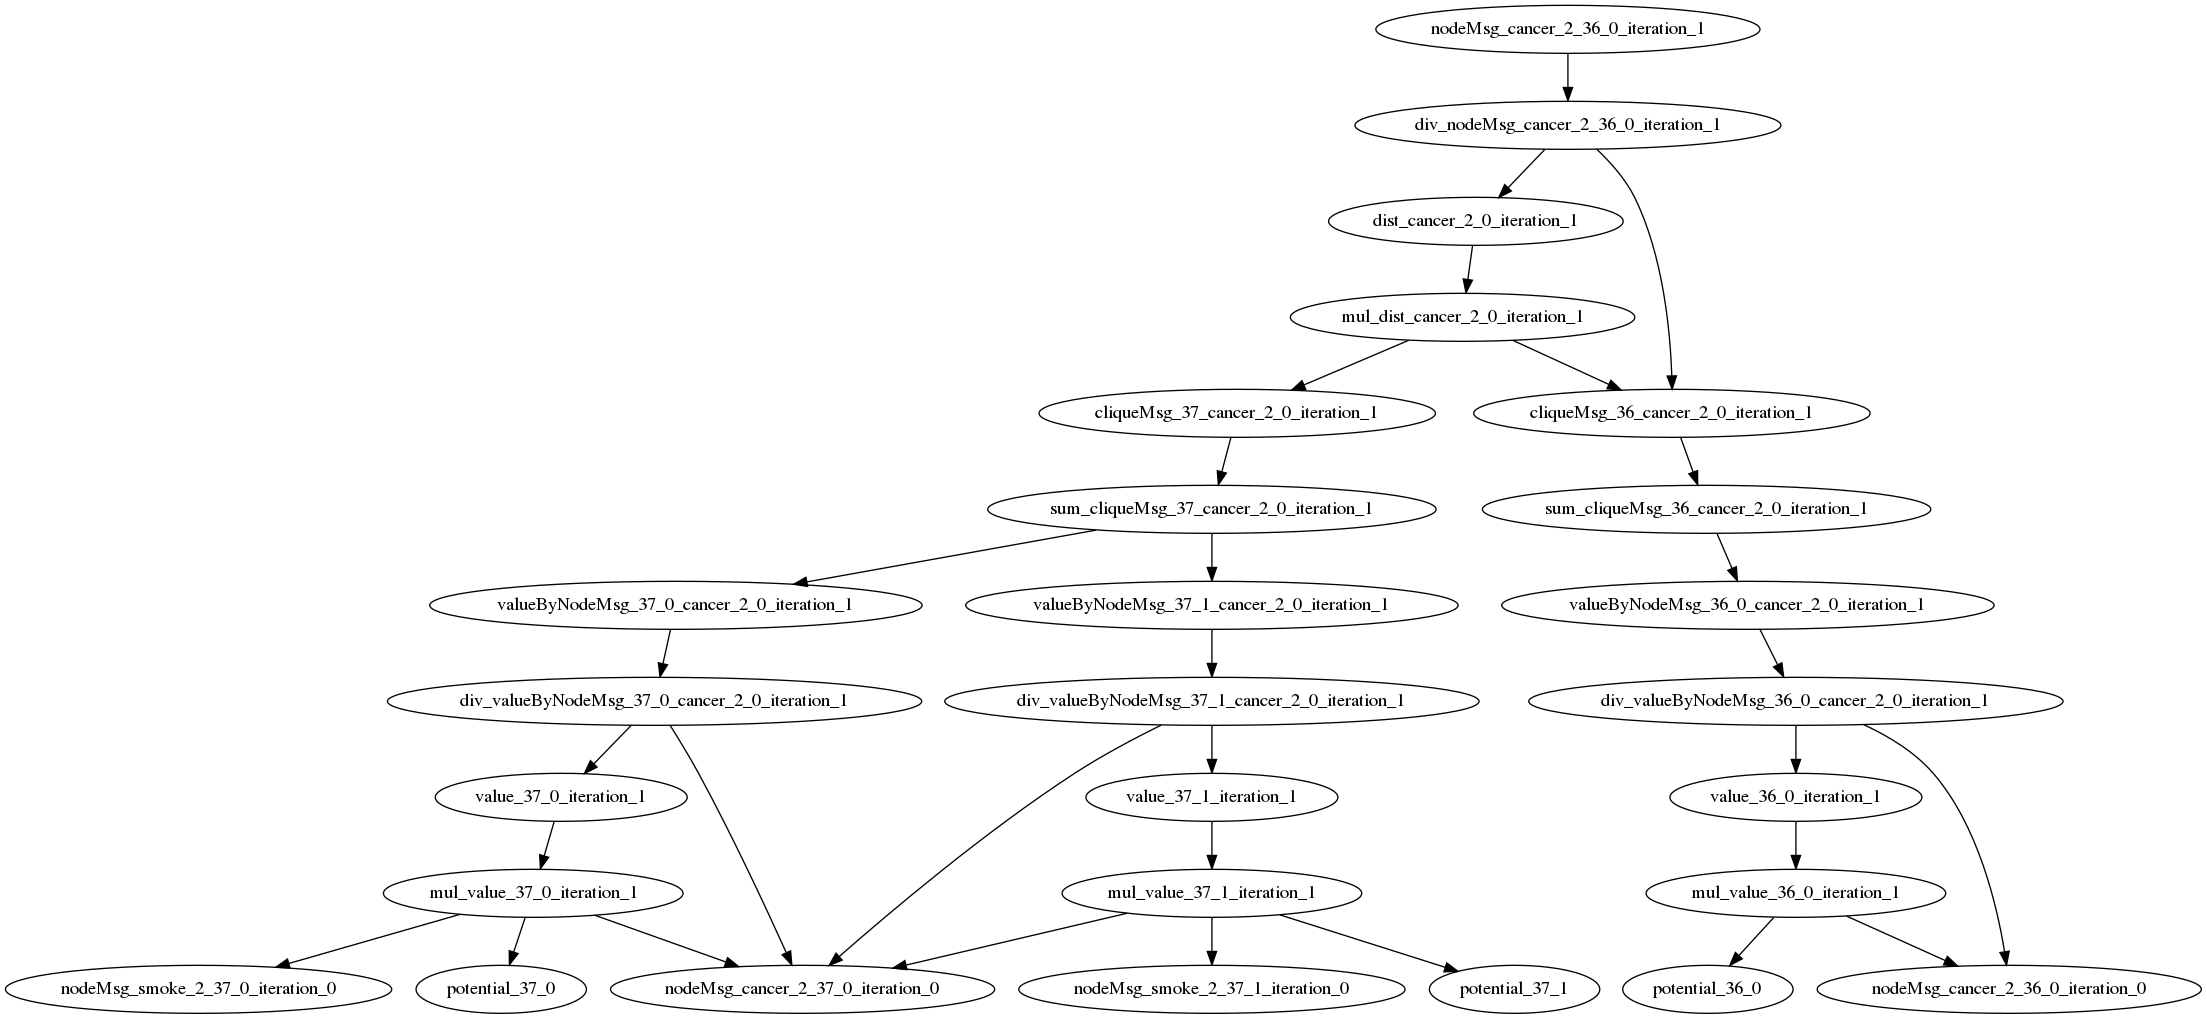 nodeMsg_cancer_2_36_0_iteration_1
div_nodeMsg_cancer_2_36_0_iteration_1
dist_cancer_2_0_iteration_1
mul_dist_cancer_2_0_iteration_1
cliqueMsg_37_cancer_2_0_iteration_1
cliqueMsg_36_cancer_2_0_iteration_1
sum_cliqueMsg_37_cancer_2_0_iteration_1
sum_cliqueMsg_36_cancer_2_0_iteration_1
valueByNodeMsg_37_0_cancer_2_0_iteration_1
valueByNodeMsg_37_1_cancer_2_0_iteration_1
valueByNodeMsg_36_0_cancer_2_0_iteration_1
div_valueByNodeMsg_37_0_cancer_2_0_iteration_1
div_valueByNodeMsg_37_1_cancer_2_0_iteration_1
div_valueByNodeMsg_36_0_cancer_2_0_iteration_1
value_37_0_iteration_1
value_37_1_iteration_1
value_36_0_iteration_1
mul_value_37_0_iteration_1
mul_value_37_1_iteration_1
mul_value_36_0_iteration_1
nodeMsg_smoke_2_37_0_iteration_0
potential_37_0
nodeMsg_cancer_2_37_0_iteration_0
nodeMsg_smoke_2_37_1_iteration_0
potential_37_1
potential_36_0
nodeMsg_cancer_2_36_0_iteration_0